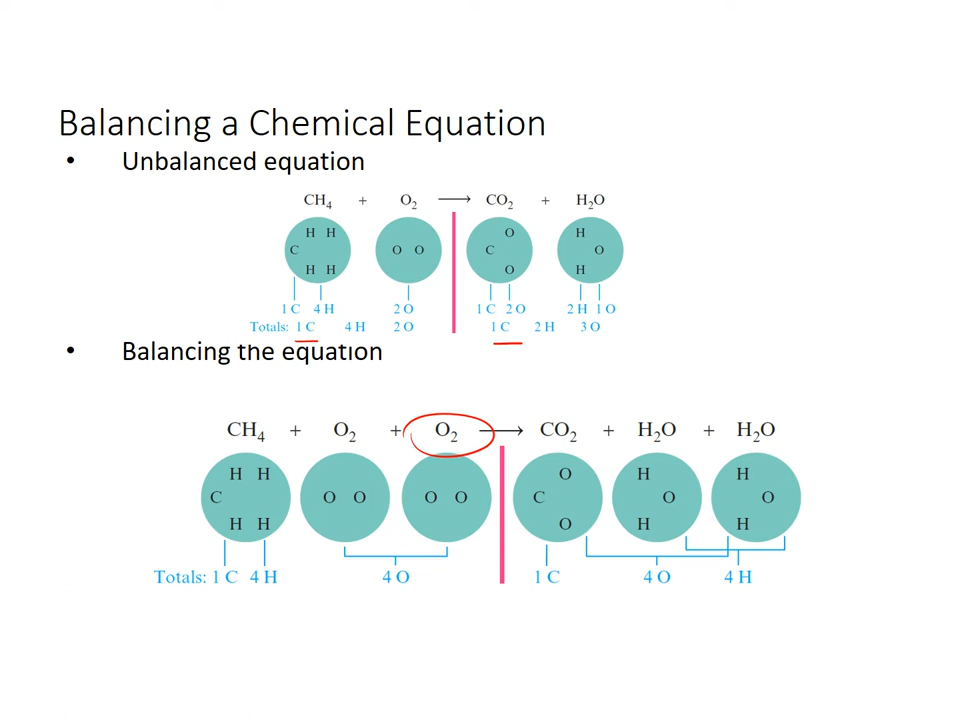 Balancing a Chemical Equation
• Unbalanced equation
CH₄ + O₂ ⟶ CO₂ + H₂O
H H O H
C O O C O
H H O H
1 C 4 H 2 O 1 C 2 O 2 H 1 O
Totals: 1 C 4 H 2 O 1 C 2 H 3 O
• Balancing the equation
CH₄ + O₂ + O₂ ⟶ CO₂ + H₂O + H₂O
H H O H H
C O O O O C O O
H H O H H
Totals: 1 C 4 H 4 O 1 C 4 O 4 H